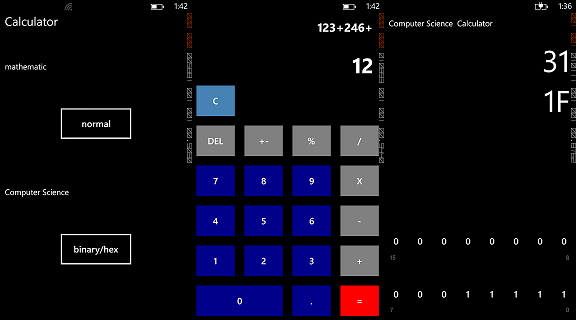 1:42
Calculator
mathematic
normal
Computer Science
binary/hex
1:42
123+246+
12
C
DEL +- % /
7 8 9 X
4 5 6 -
1 2 3 +
0 . =
1:36
Computer Science Calculator
31
1F
0 0 0 0 0 0 0 0
15 8
0 0 0 1 1 1 1 1
7 0